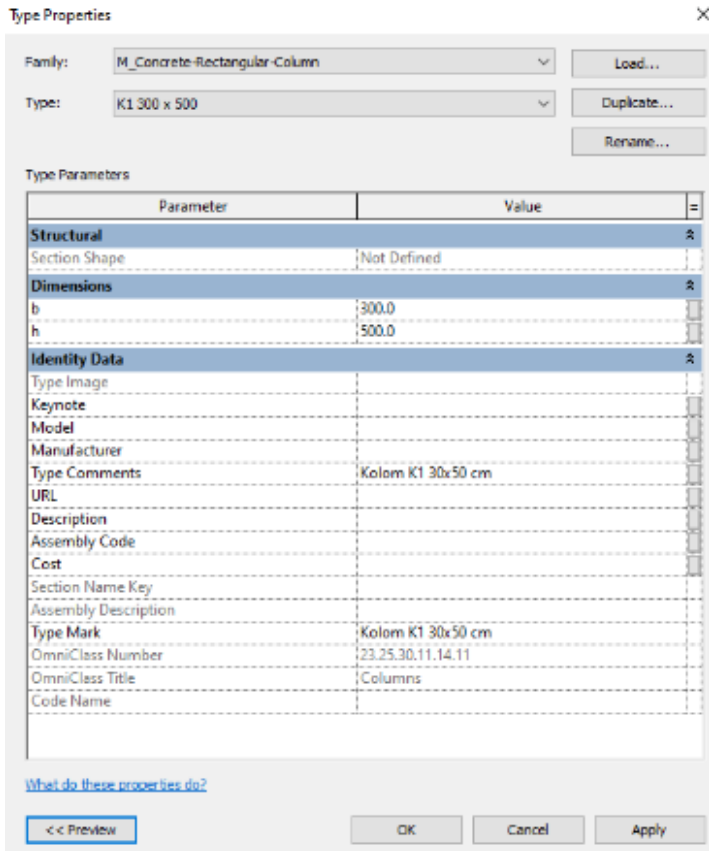 Type Properties
Family: M_Concrete-Rectangular-Column Load...
Type: K1 300 x 500 Duplicate...
Rename...
Type Parameters
Parameter Value =
Structural
Section Shape Not Defined
Dimensions
b 300.0
h 500.0
Identity Data
Type Image
Keynote
Model
Manufacturer
Type Comments Kolom K1 30x50 cm
URL
Description
Assembly Code
Cost
Section Name Key
Assembly Description
Type Mark Kolom K1 30x50 cm
OmniClass Number 23.25.30.11.14.11
OmniClass Title Columns
Code Name
What do these properties do?
<< Preview OK Cancel Apply